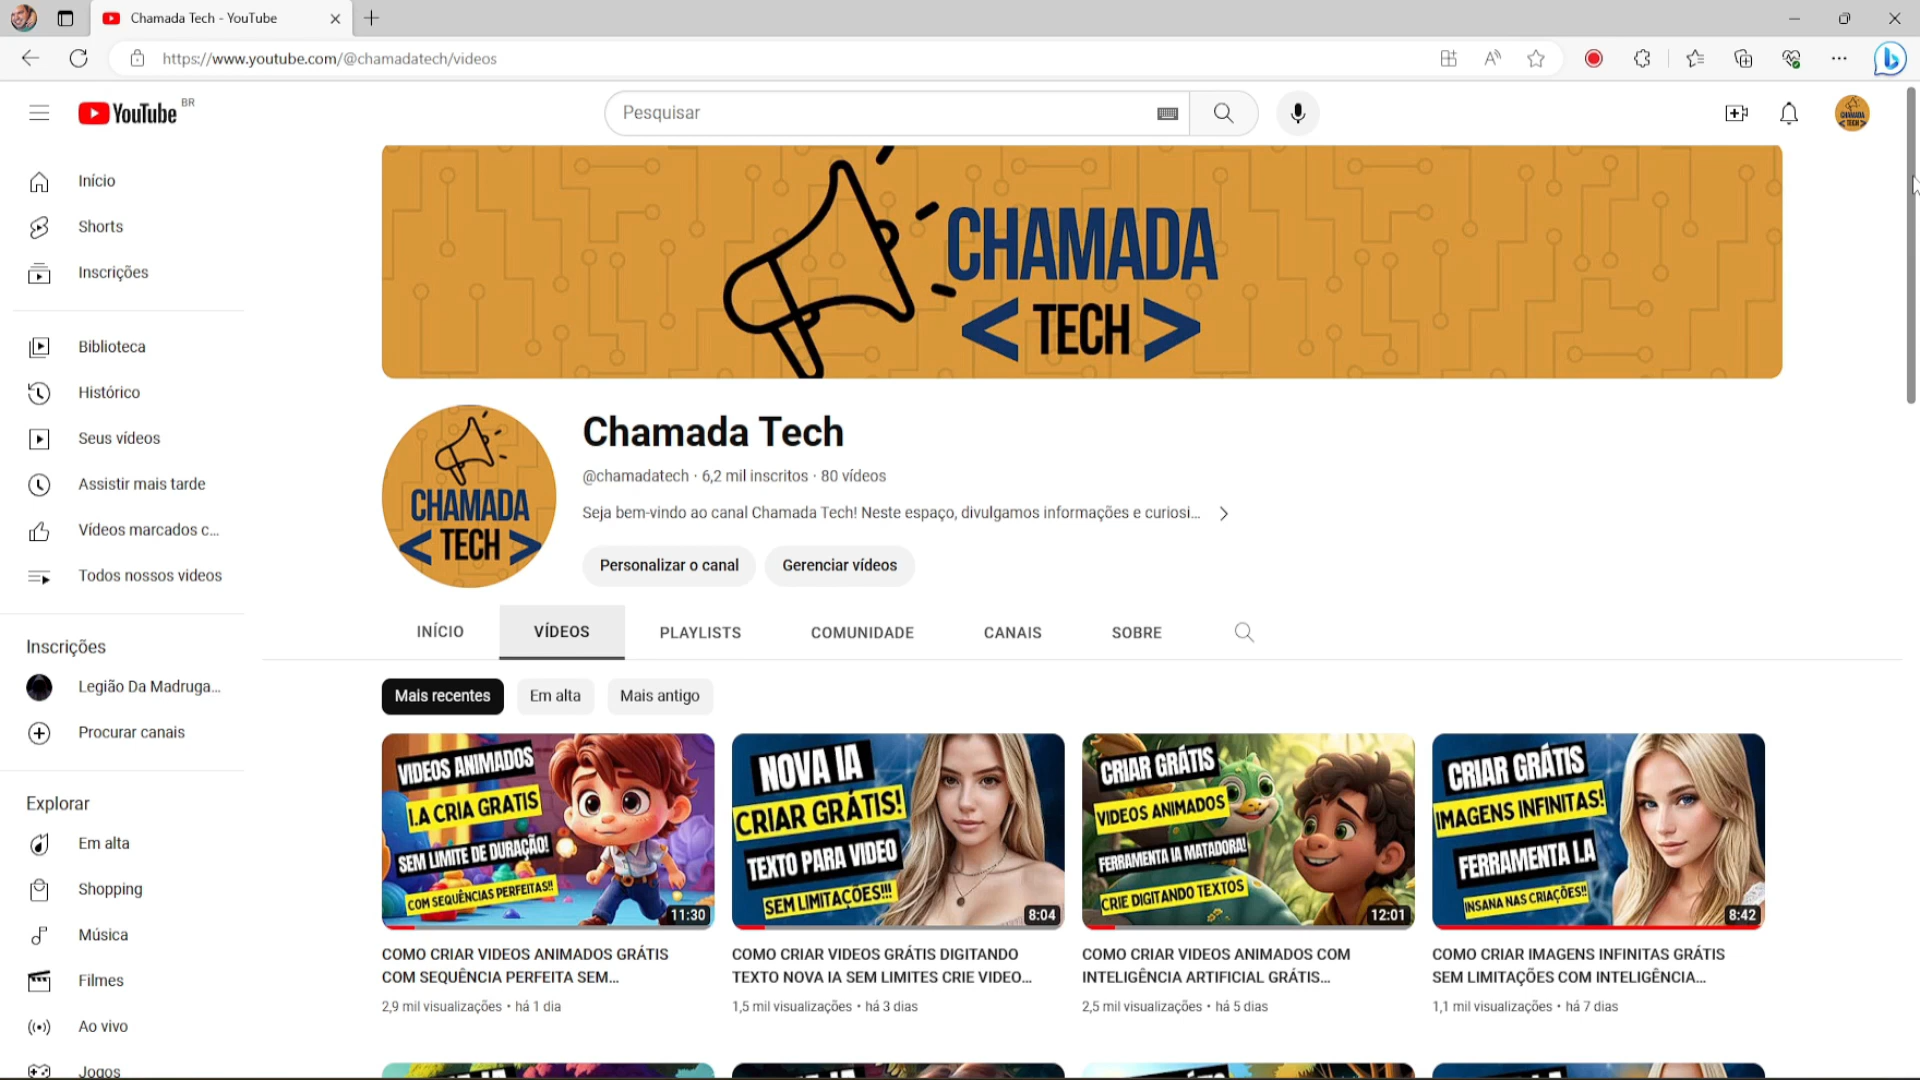 Chamada Tech - YouTube
https://www.youtube.com/@chamadatech/videos
YouTube BR
Pesquisar
CHAMADA
TECH
CHAMADA
< TECH >
Início
Shorts
Inscrições
Biblioteca
Histórico
Seus vídeos
Assistir mais tarde
Vídeos marcados c...
Todos nossos videos
Inscrições
Legião Da Madruga...
Procurar canais
Explorar
Em alta
Shopping
Música
Filmes
Ao vivo
Jogos
CHAMADA
< TECH >
Chamada Tech
@chamadatech · 6,2 mil inscritos · 80 vídeos
Seja bem-vindo ao canal Chamada Tech! Neste espaço, divulgamos informações e curiosi...
Personalizar o canal
Gerenciar vídeos
INÍCIO
VÍDEOS
PLAYLISTS
COMUNIDADE
CANAIS
SOBRE
Mais recentes
Em alta
Mais antigo
VIDEOS ANIMADOS
I.A CRIA GRATIS
SEM LIMITE DE DURAÇÃO!
COM SEQUÊNCIAS PERFEITAS!!
11:30
COMO CRIAR VIDEOS ANIMADOS GRÁTIS
COM SEQUÊNCIA PERFEITA SEM...
2,9 mil visualizações • há 1 dia
NOVA IA
CRIAR GRÁTIS!
TEXTO PARA VIDEO
SEM LIMITAÇÕES!!!
8:04
COMO CRIAR VIDEOS GRÁTIS DIGITANDO
TEXTO NOVA IA SEM LIMITES CRIE VIDEO...
1,5 mil visualizações • há 3 dias
CRIAR GRÁTIS
VIDEOS ANIMADOS
FERRAMENTA IA MATADORA!
CRIE DIGITANDO TEXTOS
12:01
COMO CRIAR VIDEOS ANIMADOS COM
INTELIGÊNCIA ARTIFICIAL GRÁTIS...
2,5 mil visualizações • há 5 dias
CRIAR GRÁTIS
IMAGENS INFINITAS!
FERRAMENTA I.A
INSANA NAS CRIAÇÕES!!
8:42
COMO CRIAR IMAGENS INFINITAS GRÁTIS
SEM LIMITAÇÕES COM INTELIGÊNCIA...
1,1 mil visualizações • há 7 dias